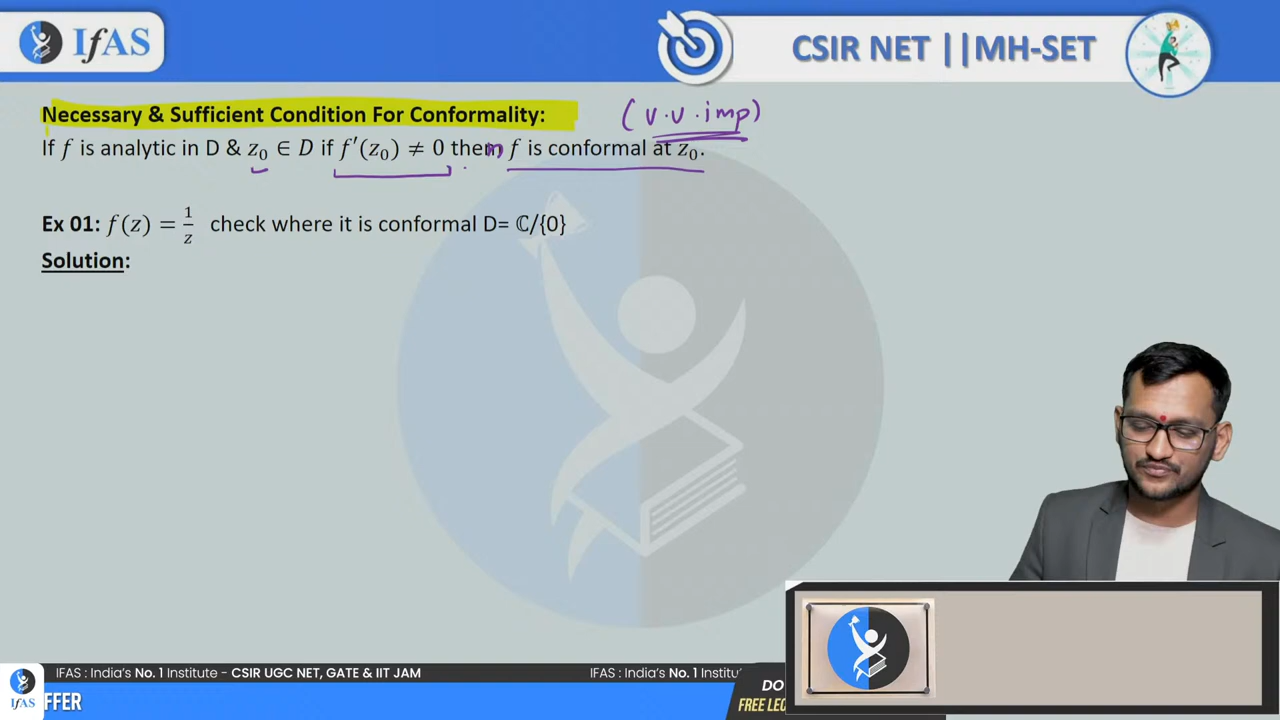 IfAS
CSIR NET ||MH-SET
Necessary & Sufficient Condition For Conformality: (v.v.imp)
If f is analytic in D & z₀ ∈ D if f′(z₀) ≠ 0 then f is conformal at z₀.
Ex 01: f(z) = 1/z check where it is conformal D= ℂ/{0}
Solution:
IFAS : India's No. 1 Institute - CSIR UGC NET, GATE & IIT JAM
IFAS : India's No. 1
IfAS
FFER
DO
FREE